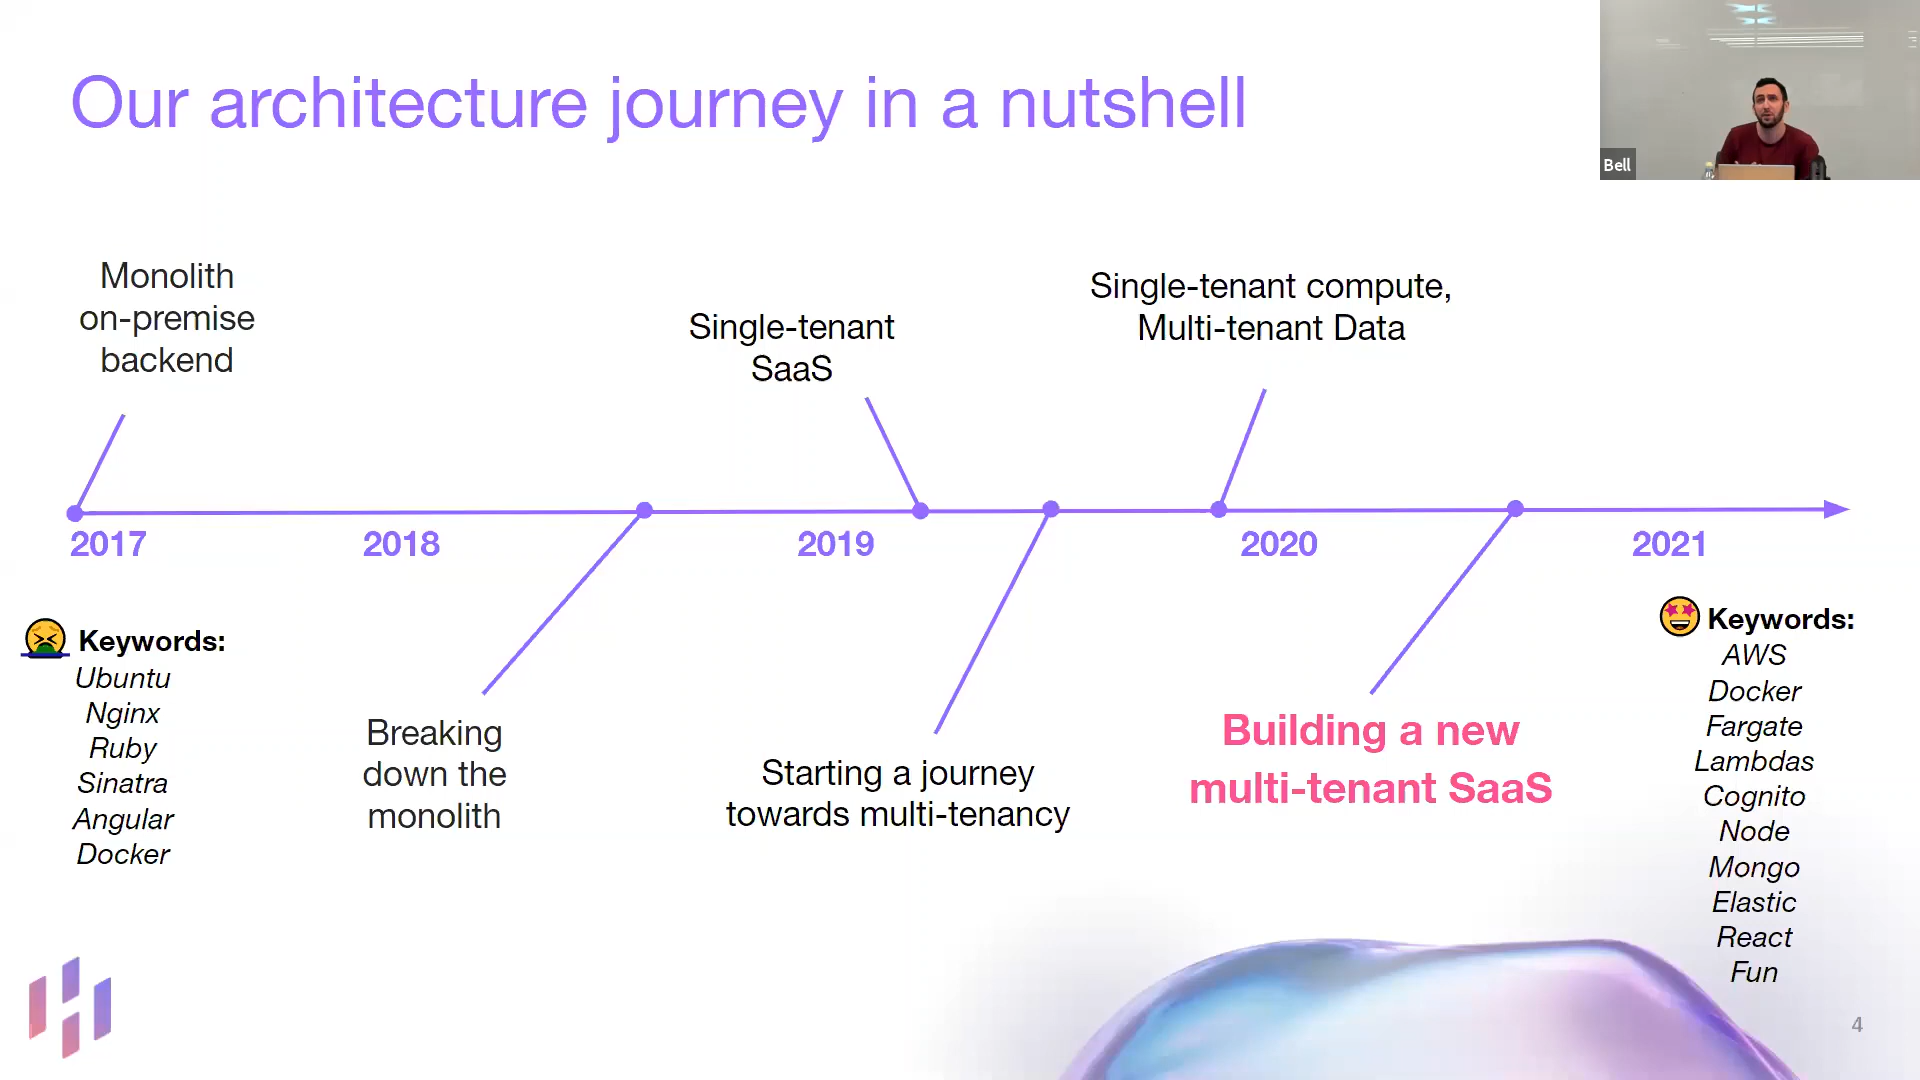 Our architecture journey in a nutshell
Bell
Monolith
on-premise
backend
Single-tenant
SaaS
Single-tenant compute,
Multi-tenant Data
2017
2018
2019
2020
2021
Keywords:
Ubuntu
Nginx
Ruby
Sinatra
Angular
Docker
Breaking
down the
monolith
Starting a journey
towards multi-tenancy
Building a new
multi-tenant SaaS
Keywords:
AWS
Docker
Fargate
Lambdas
Cognito
Node
Mongo
Elastic
React
Fun
4